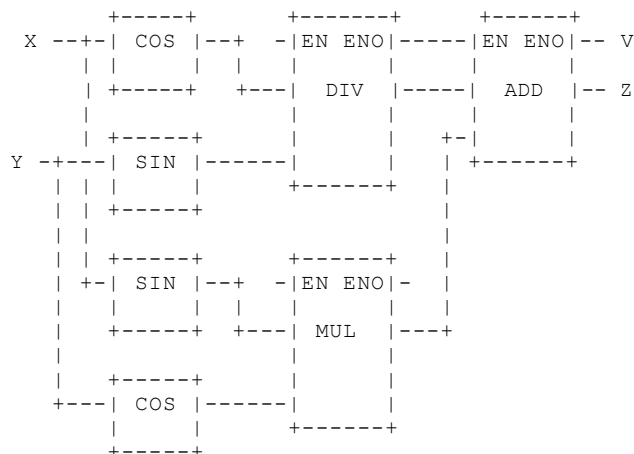 X COS EN ENO EN ENO V
DIV ADD Z
Y SIN
SIN EN ENO
MUL
COS